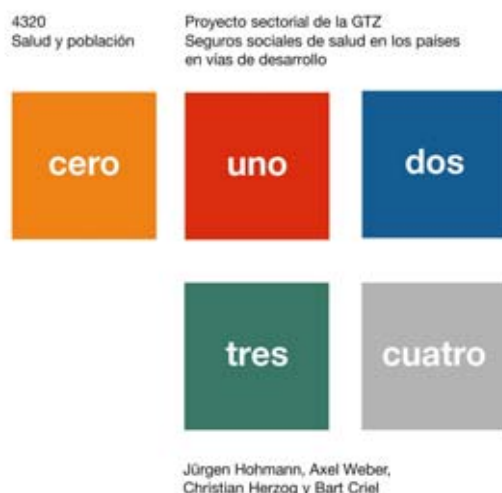 4320
Salud y población
Proyecto sectorial de la GTZ
Seguros sociales de salud en los países
en vías de desarrollo
cero
uno
dos
tres
cuatro
Jürgen Hohmann, Axel Weber,
Christian Herzog y Bart Criel